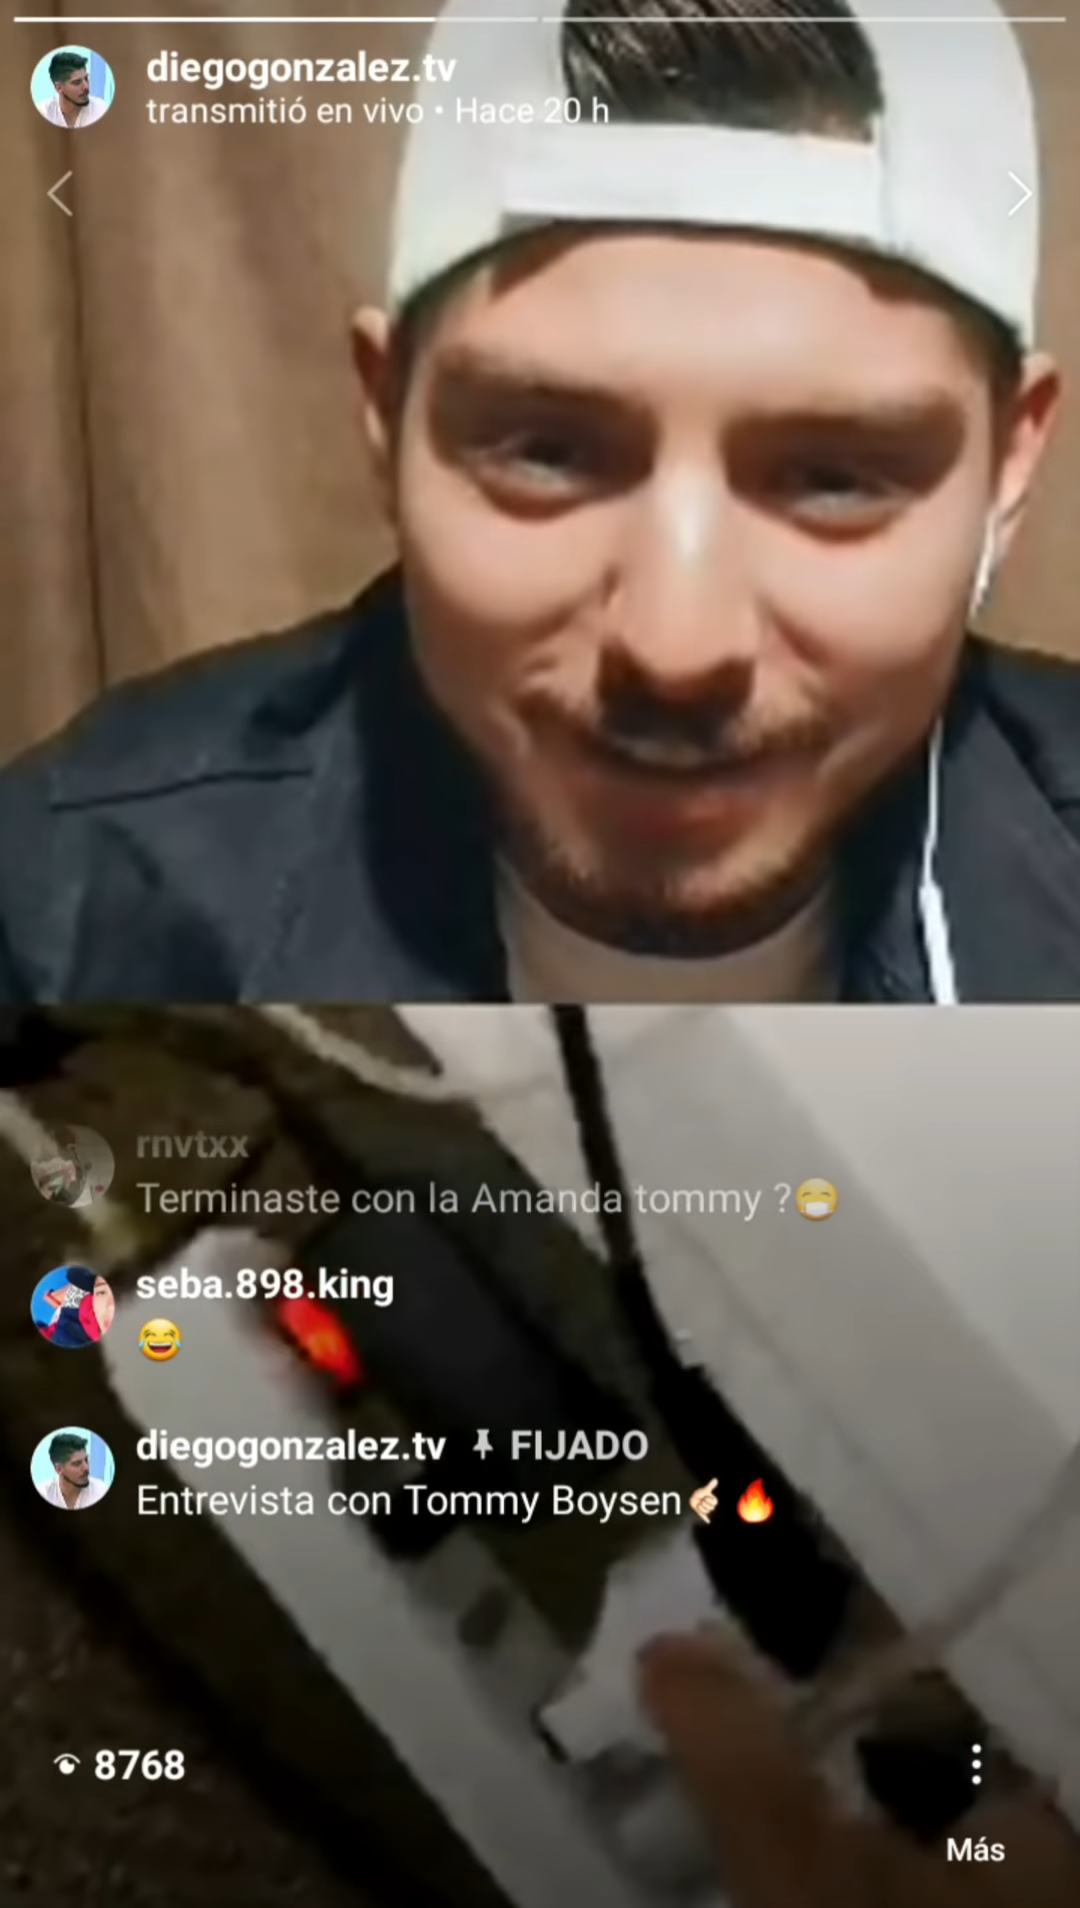 diegogonzalez.tv
transmitió en vivo • Hace 20 h
rnvtxx
Terminaste con la Amanda tommy ?😷
seba.898.king
😂
diegogonzalez.tv FIJADO
Entrevista con Tommy Boysen🤙🏻 🔥
8768
Más